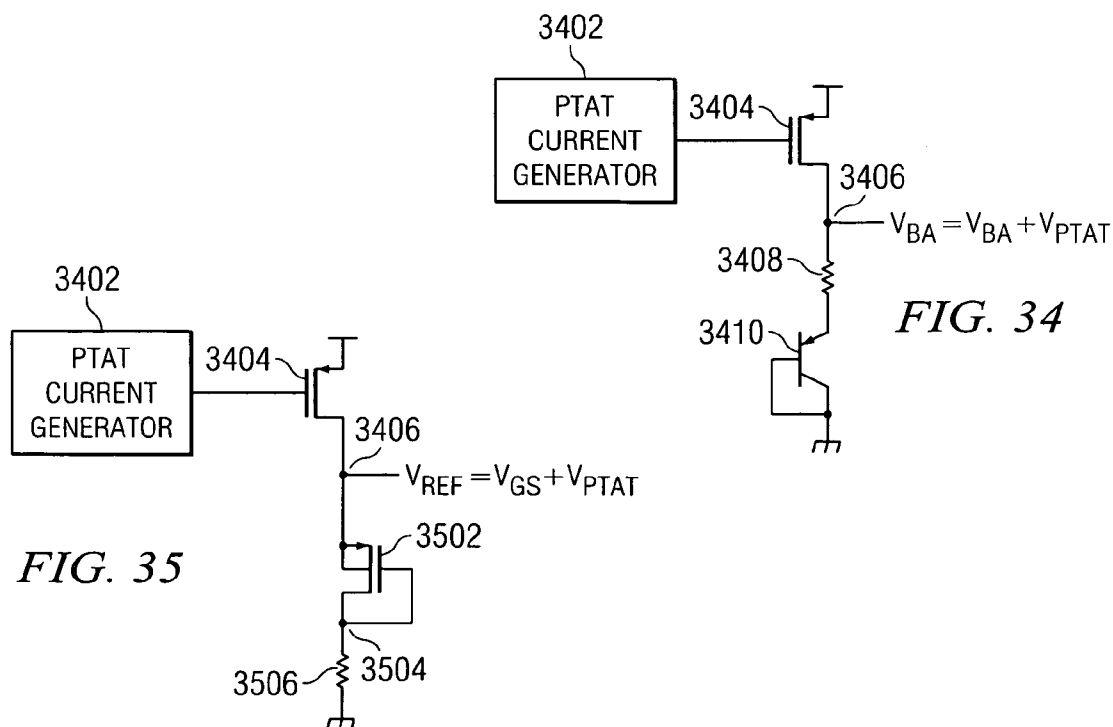 3402
PTAT
CURRENT
GENERATOR
3404
3406
V_BA = V_BA + V_PTAT
3408
3410
FIG. 34
3402
PTAT
CURRENT
GENERATOR
3404
3406
V_REF = V_GS + V_PTAT
3502
3504
3506
FIG. 35